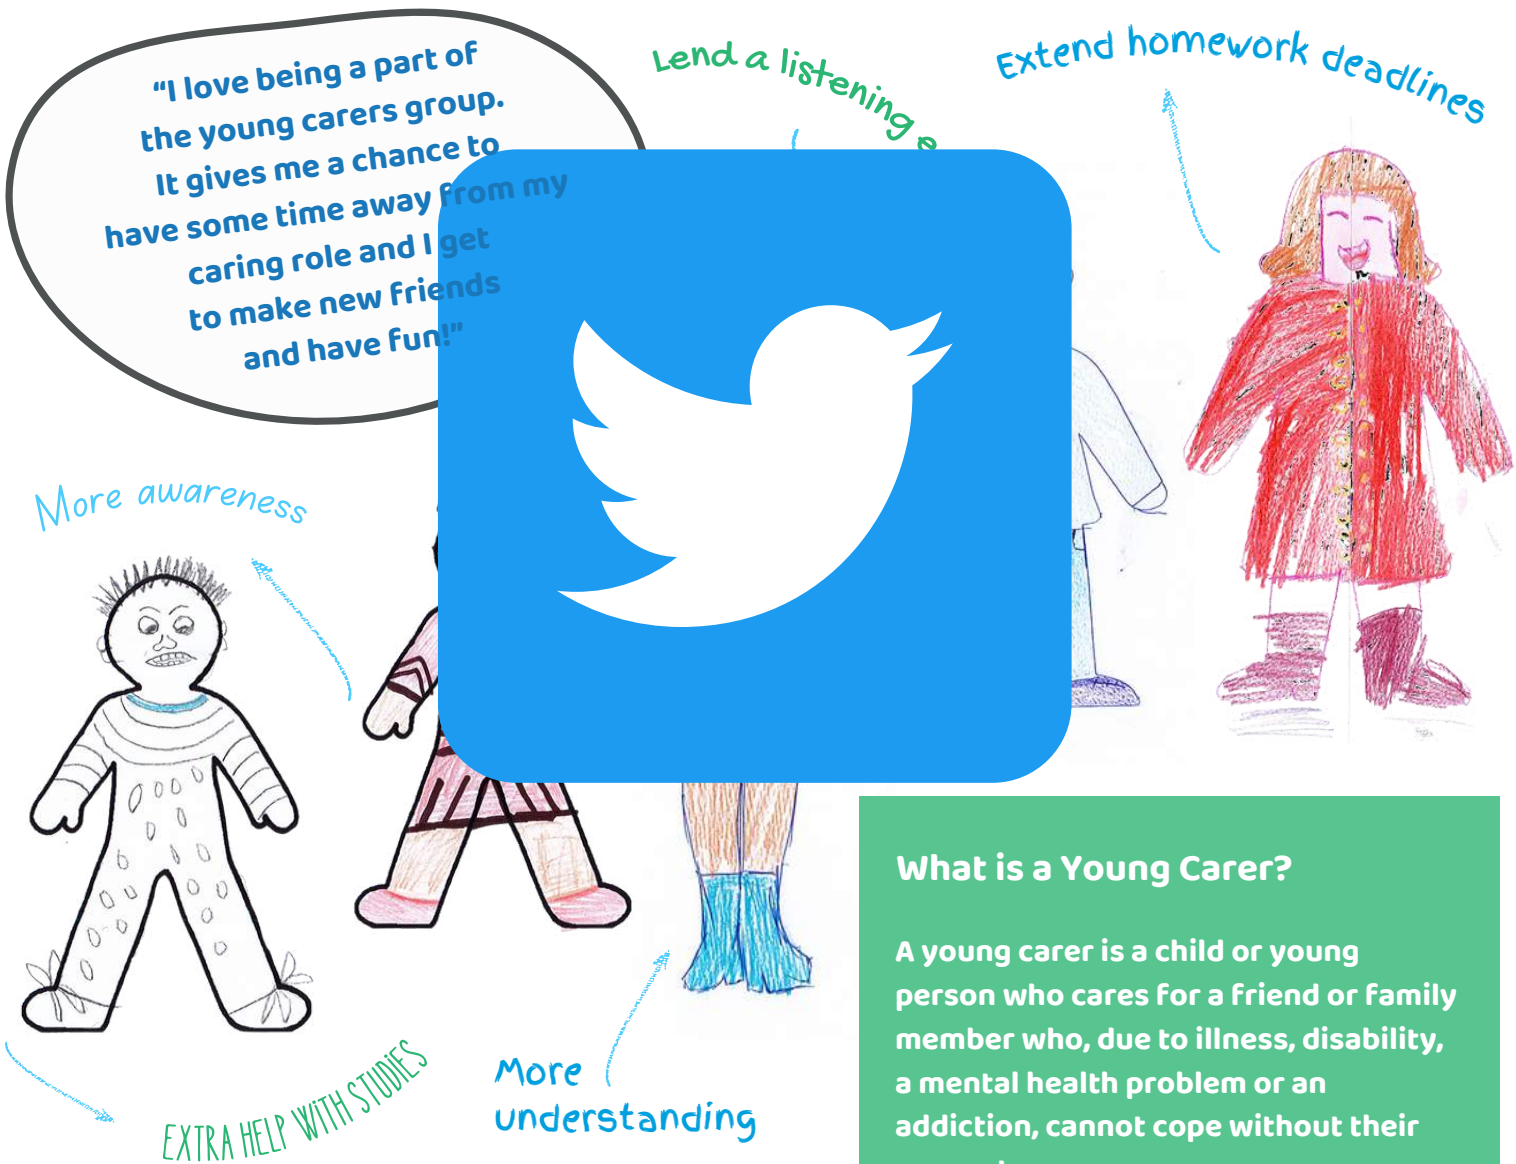 “I love being a part of
the young carers group.
It gives me a chance to
have some time away from my
caring role and I get
to make new friends
and have fun!”
Lend a listening
Extend homework deadlines
More awareness
EXTRA HELP WITH STUDIES
More
understanding
What is a Young Carer?
A young carer is a child or young
person who cares for a friend or family
member who, due to illness, disability,
a mental health problem or an
addiction, cannot cope without their